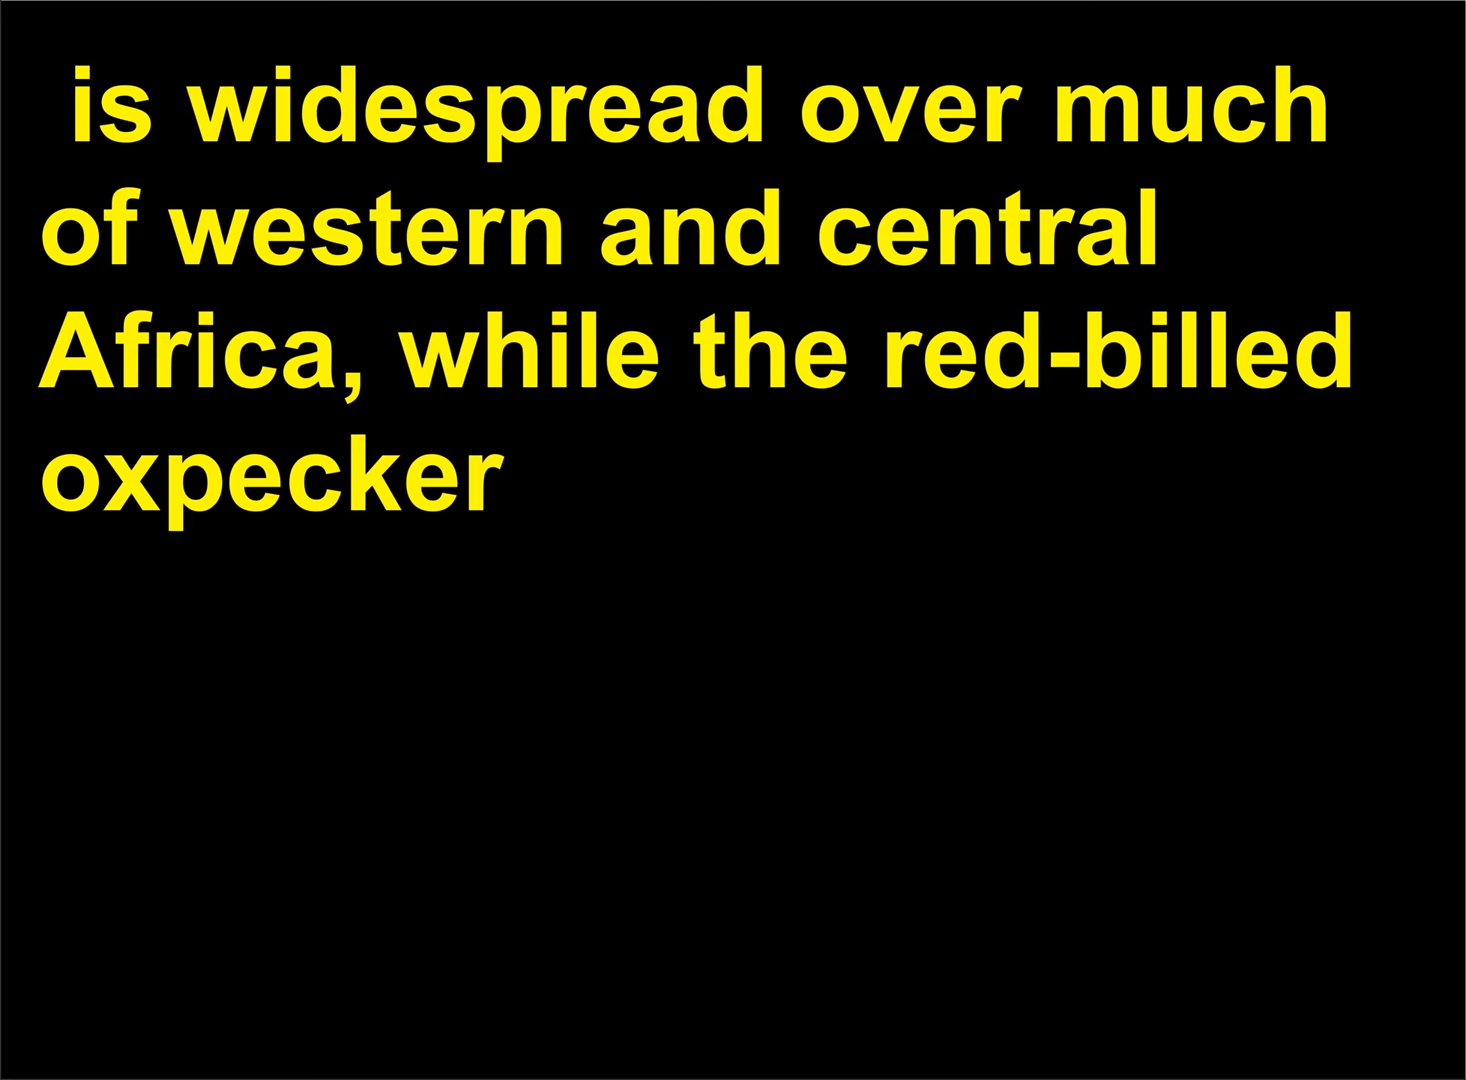 is widespread over much
of western and central
Africa, while the red-billed
oxpecker